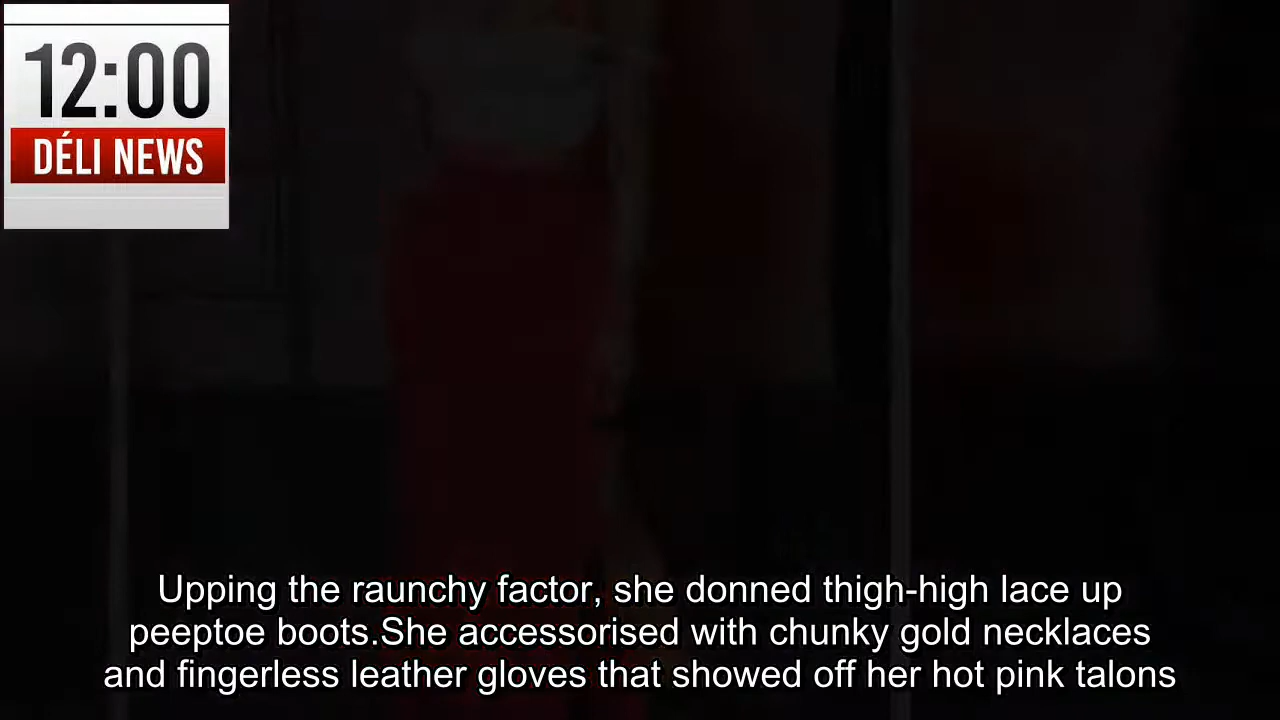 12:00
DÉLI NEWS
Upping the raunchy factor, she donned thigh-high lace up
peeptoe boots.She accessorised with chunky gold necklaces
and fingerless leather gloves that showed off her hot pink talons